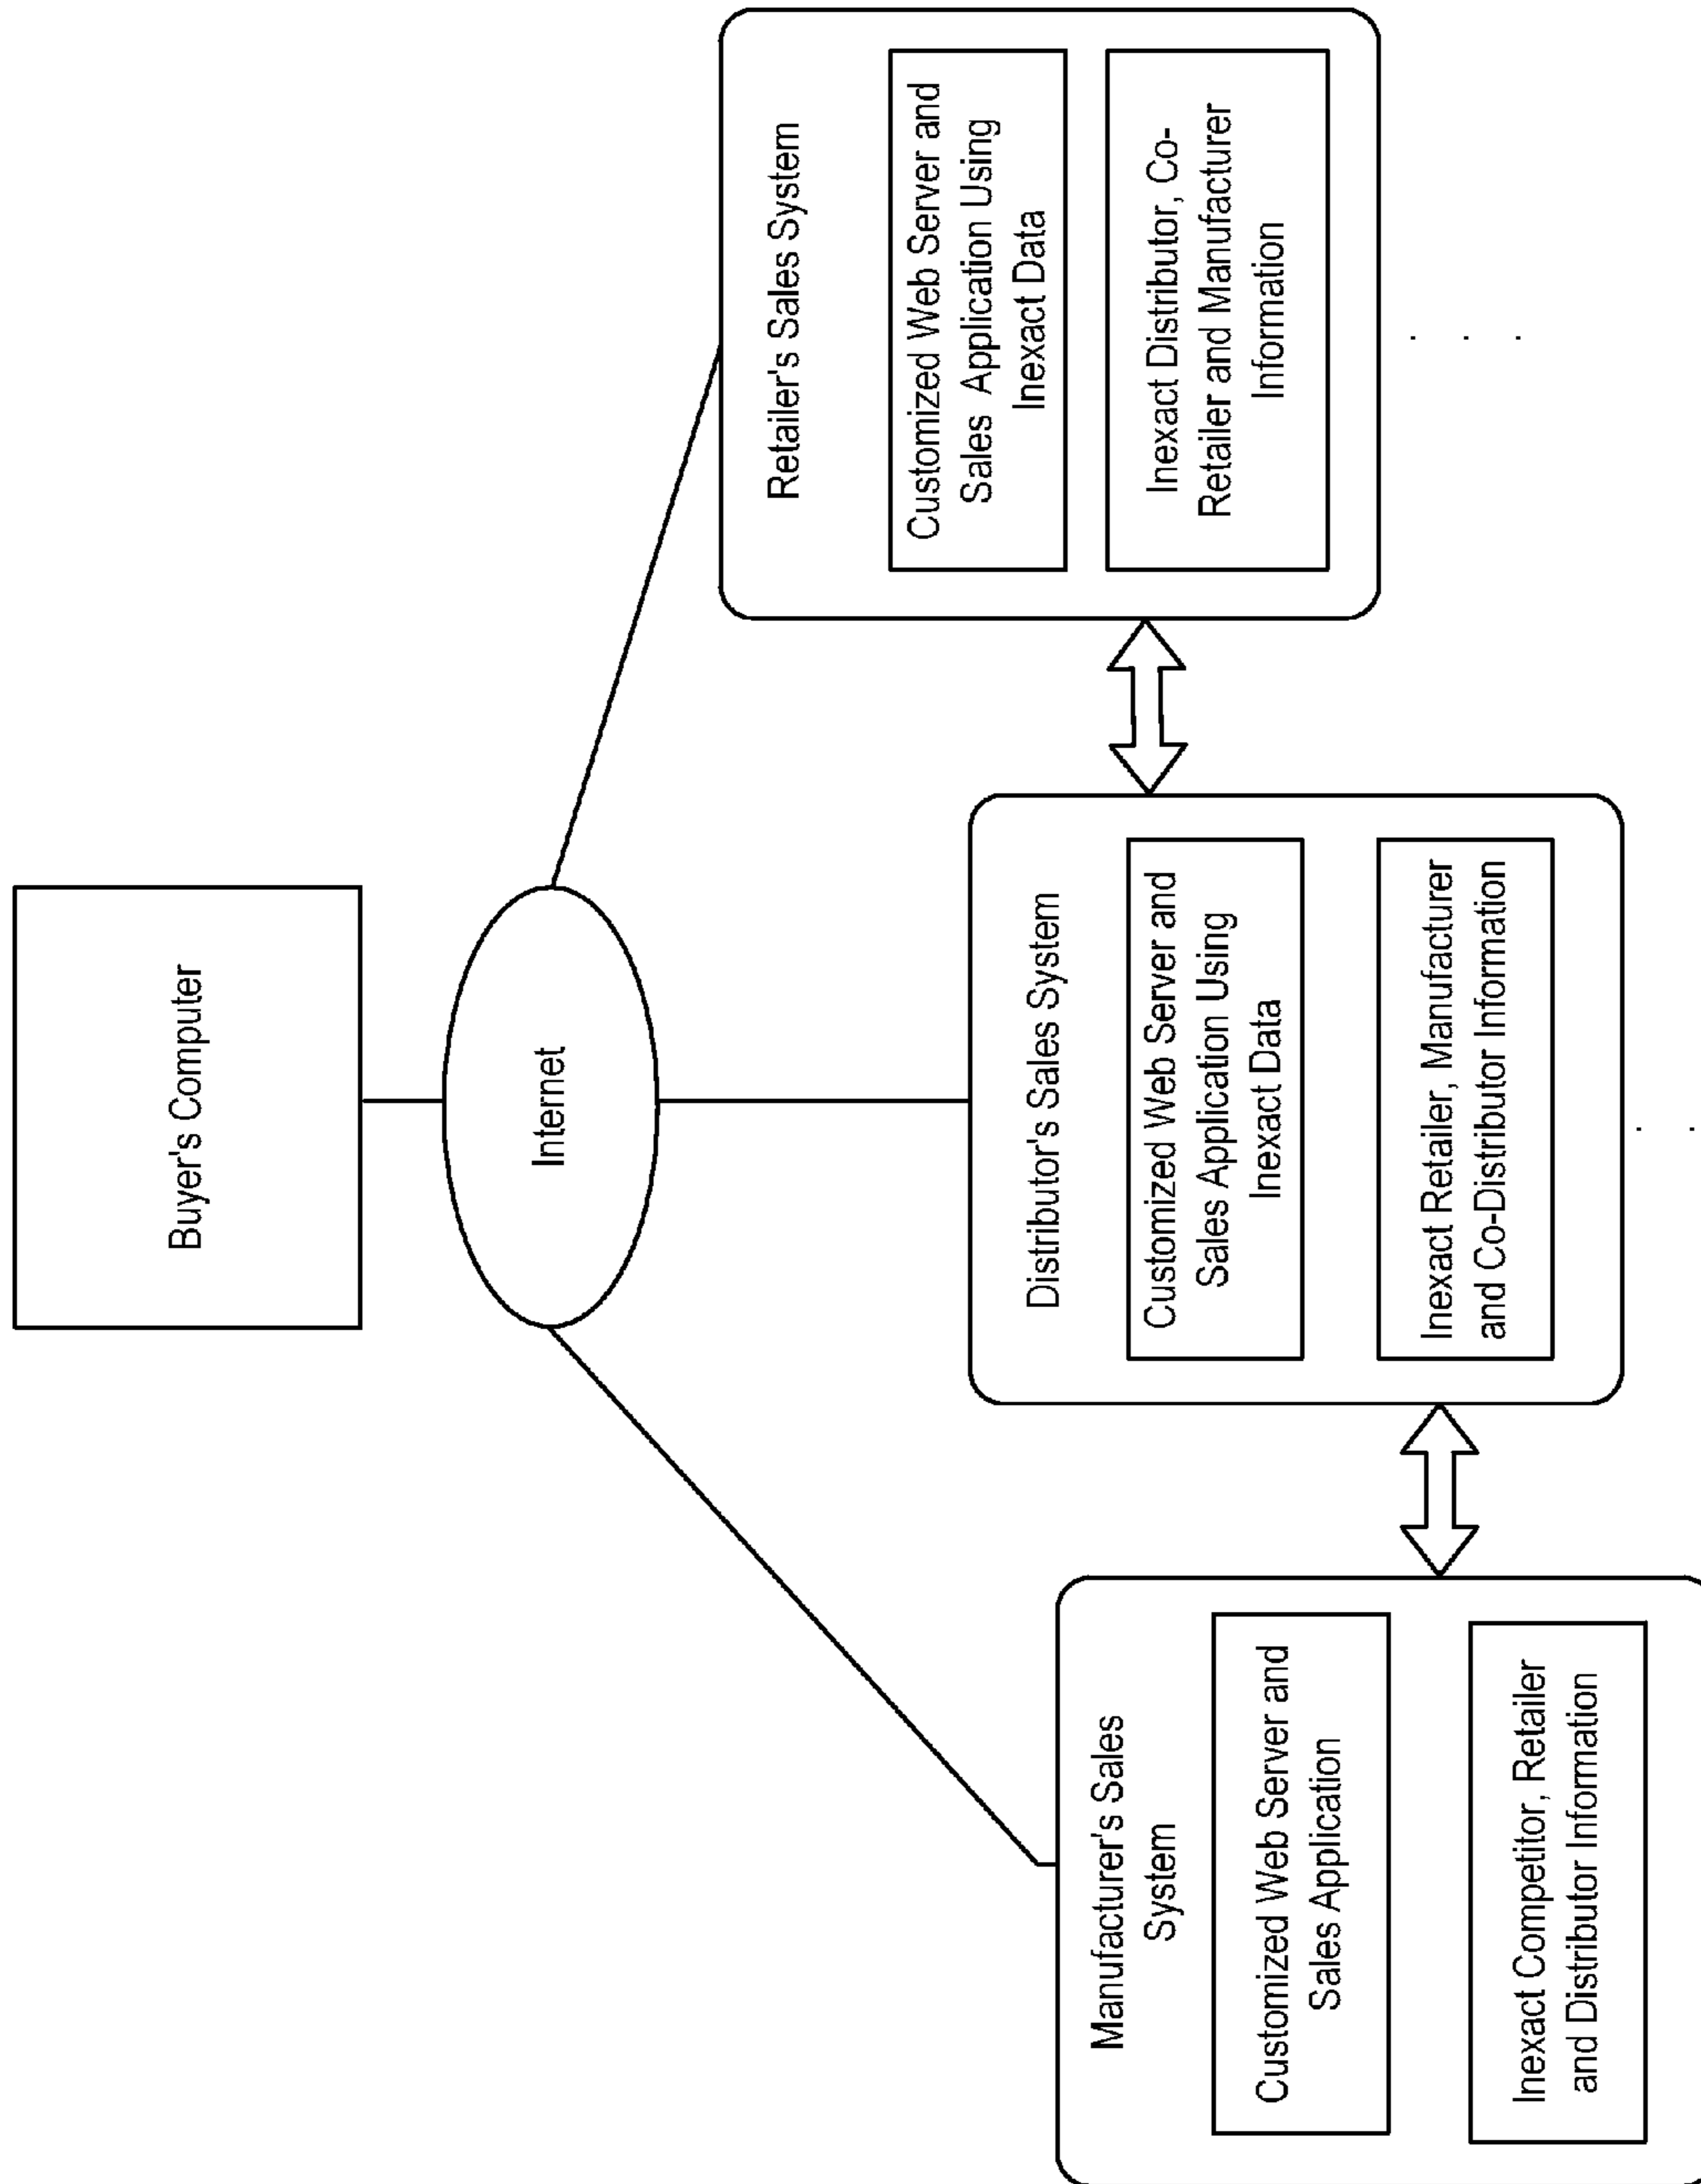 Buyer's Computer
Internet
Manufacturer's Sales
System
Customized Web Server and
Sales Application
Inexact Competitor, Retailer
and Distributor Information
Distributor's Sales System
Customized Web Server and
Sales Application Using
Inexact Data
Inexact Retailer, Manufacturer
and Co-Distributor Information
. .
Retailer's Sales System
Customized Web Server and
Sales Application Using
Inexact Data
Inexact Distributor, Co-
Retailer and Manufacturer
Information
. . .